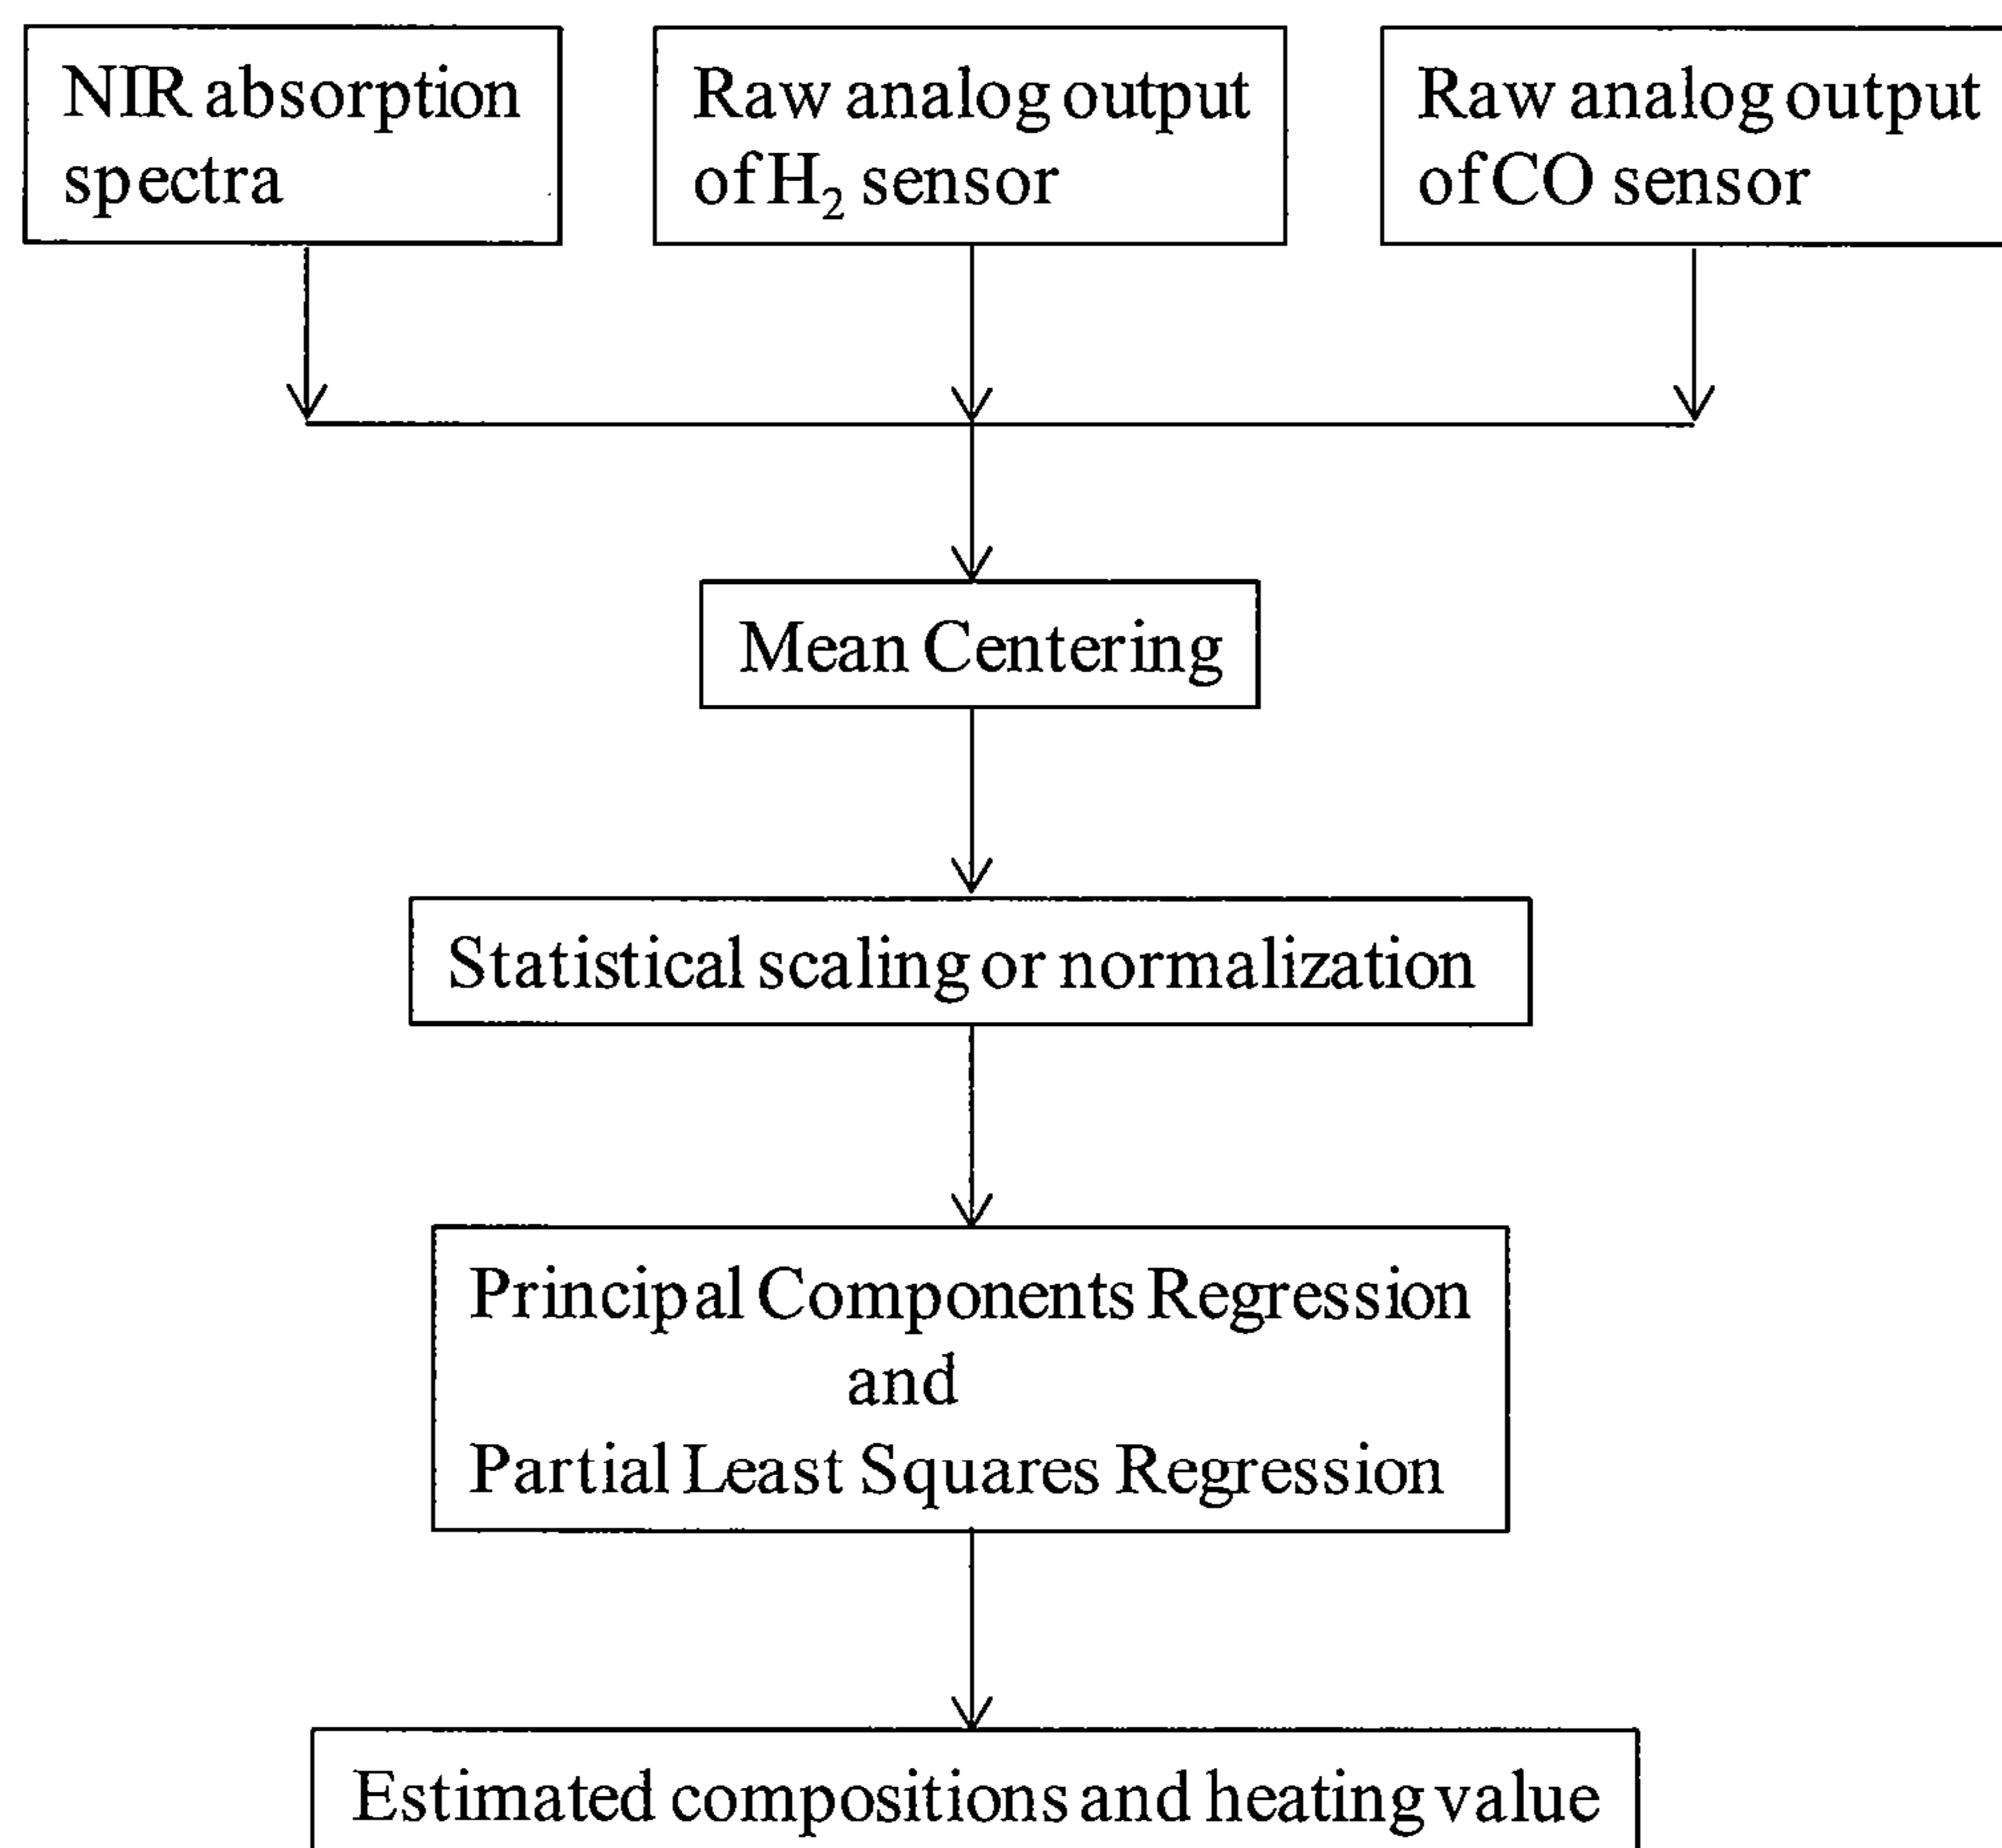 NIR absorption
spectra
Raw analog output
of H₂ sensor
Raw analog output
of CO sensor
Mean Centering
Statistical scaling or normalization
Principal Components Regression
and
Partial Least Squares Regression
Estimated compositions and heating value